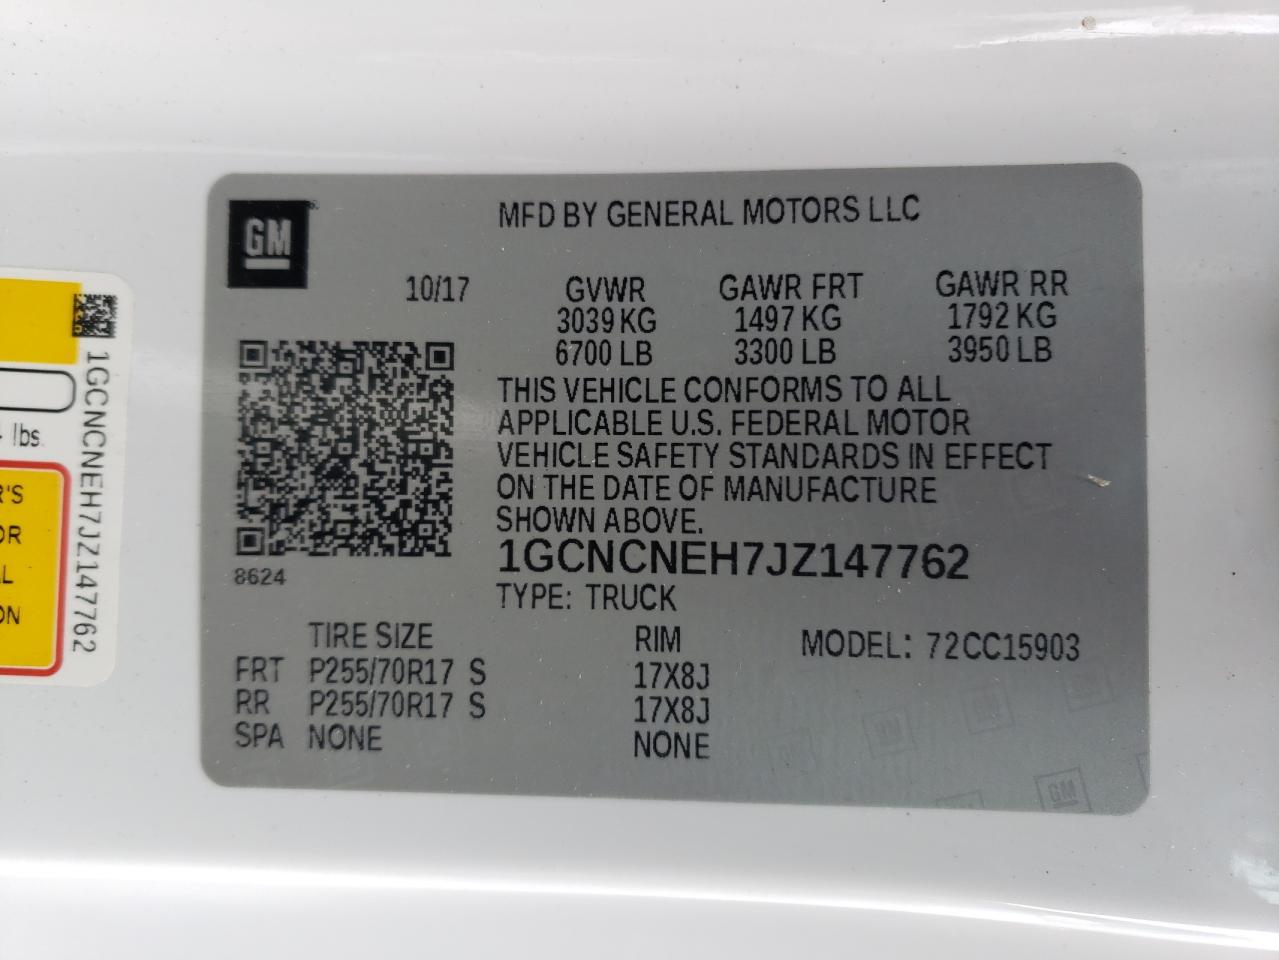 GM
MFD BY GENERAL MOTORS LLC
10/17 GVWR GAWR FRT GAWR RR
3039 KG 1497 KG 1792 KG
6700 LB 3300 LB 3950 LB
THIS VEHICLE CONFORMS TO ALL
APPLICABLE U.S. FEDERAL MOTOR
VEHICLE SAFETY STANDARDS IN EFFECT
ON THE DATE OF MANUFACTURE
SHOWN ABOVE.
1GCNCNEH7JZ147762
8624
TYPE: TRUCK
TIRE SIZE RIM MODEL: 72CC15903
FRT P255/70R17 S 17X8J
RR P255/70R17 S 17X8J
SPA NONE NONE
GM
1GCNCNEH7JZ147762
lbs.
R'S
OR
L
ON